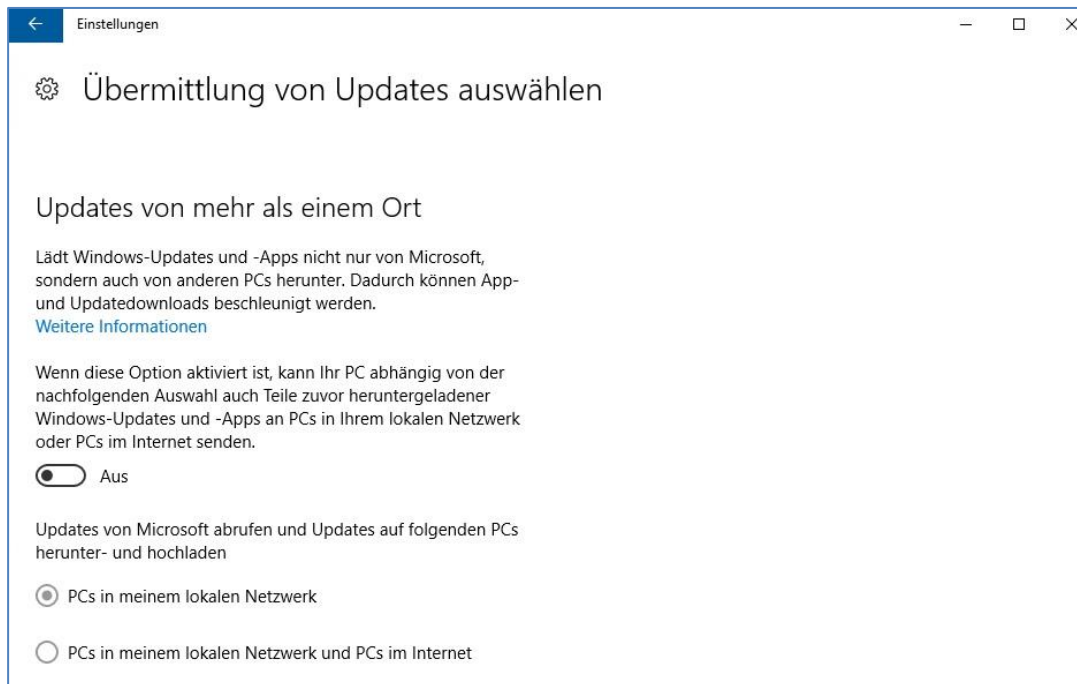 Einstellungen
Übermittlung von Updates auswählen
Updates von mehr als einem Ort
Lädt Windows-Updates und -Apps nicht nur von Microsoft,
sondern auch von anderen PCs herunter. Dadurch können App-
und Updatedownloads beschleunigt werden.
Weitere Informationen
Wenn diese Option aktiviert ist, kann Ihr PC abhängig von der
nachfolgenden Auswahl auch Teile zuvor heruntergeladener
Windows-Updates und -Apps an PCs in Ihrem lokalen Netzwerk
oder PCs im Internet senden.
Aus
Updates von Microsoft abrufen und Updates auf folgenden PCs
herunter- und hochladen
PCs in meinem lokalen Netzwerk
PCs in meinem lokalen Netzwerk und PCs im Internet